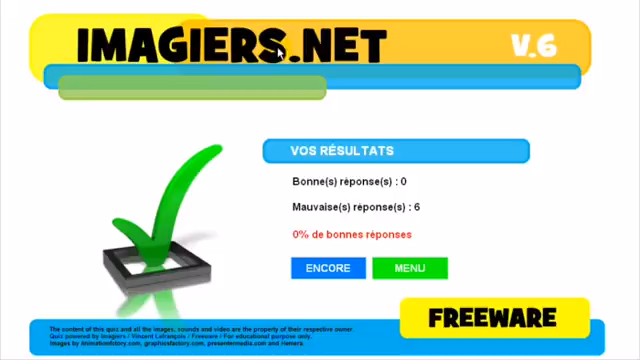 IMAGIERS.NET
V.6
VOS RÉSULTATS
Bonne(s) réponse(s) : 0
Mauvaise(s) réponse(s) : 6
0% de bonnes réponses
ENCORE
MENU
FREEWARE
The content of this quiz and all the images, sounds and video are the property of their respective owner.
Quiz powered by Imagiers / Vincent Lefrançois / Freeware / For educational purpose only.
Images by Animationfactory.com, graphicsfactory.com, presentermedia.com and